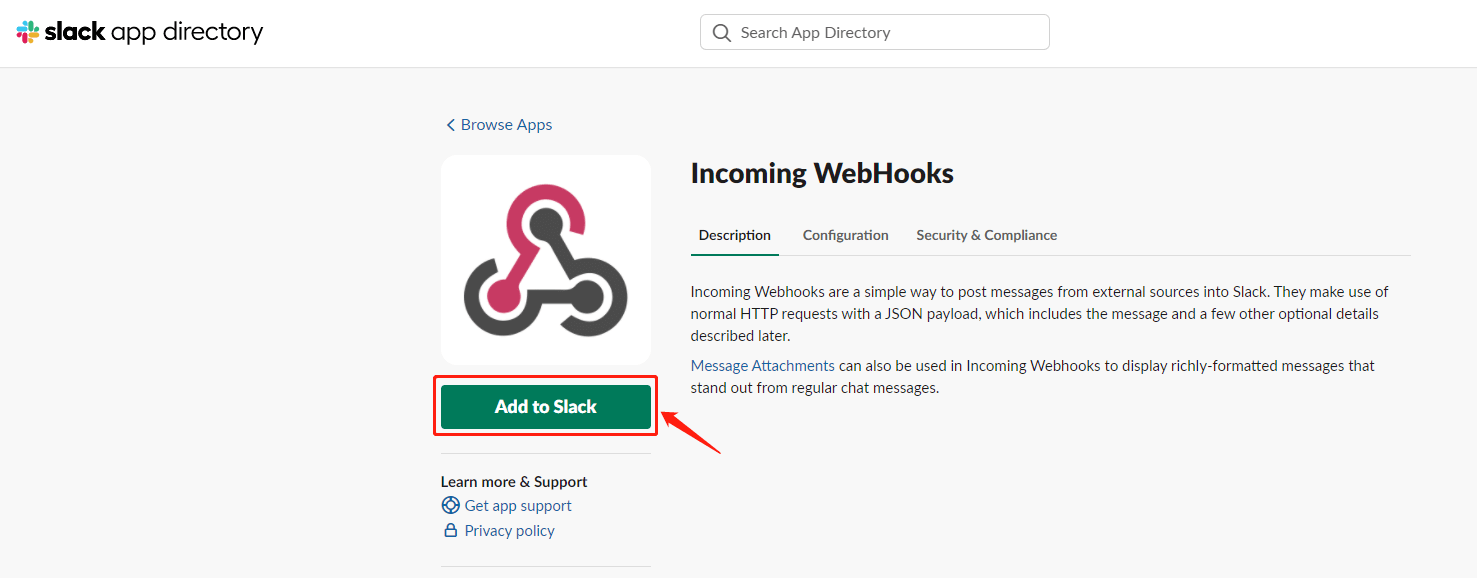 slack app directory
Search App Directory
Browse Apps
Incoming WebHooks
Description Configuration Security & Compliance
Incoming Webhooks are a simple way to post messages from external sources into Slack. They make use of
normal HTTP requests with a JSON payload, which includes the message and a few other optional details
described later.
Message Attachments can also be used in Incoming Webhooks to display richly-formatted messages that
stand out from regular chat messages.
Add to Slack
Learn more & Support
Get app support
Privacy policy